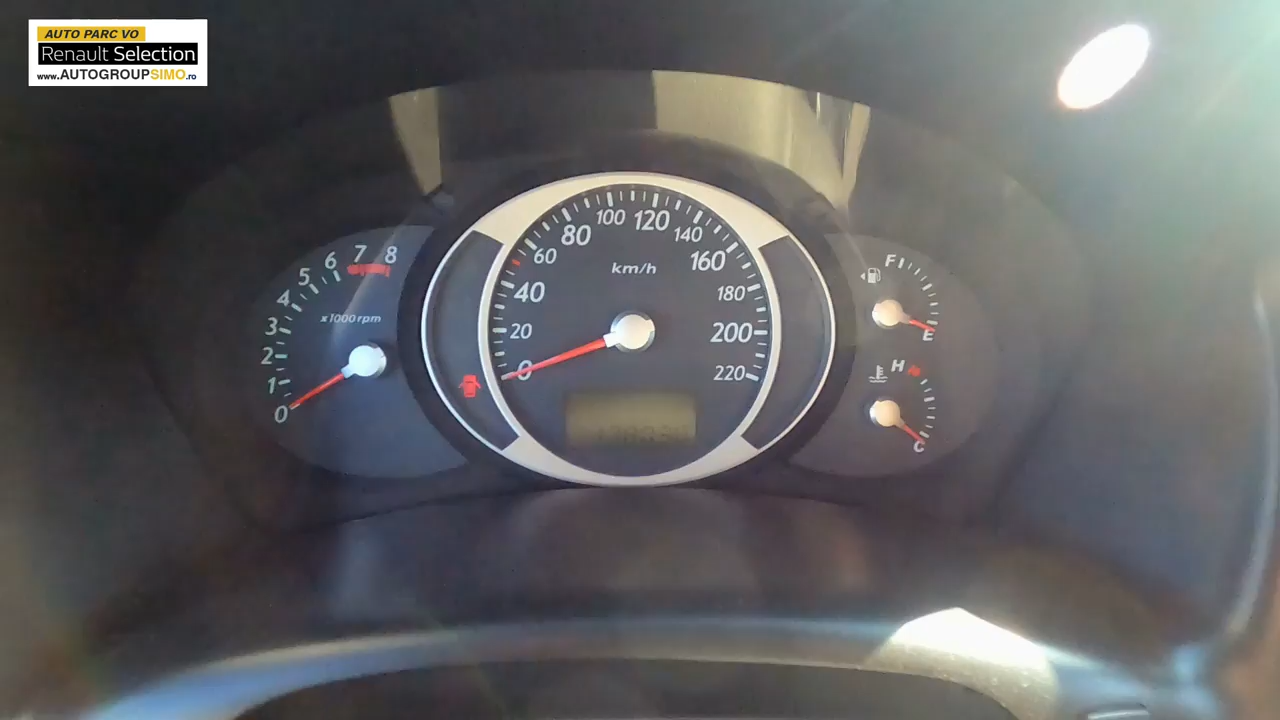 AUTO PARC VO
Renault Selection
www.AUTOGROUPSIMO.ro
0 1 2 3 4 5 6 7 8
x1000rpm
0 20 40 60 80 100 120 140 160 180 200 220
km/h
F
E
H
C